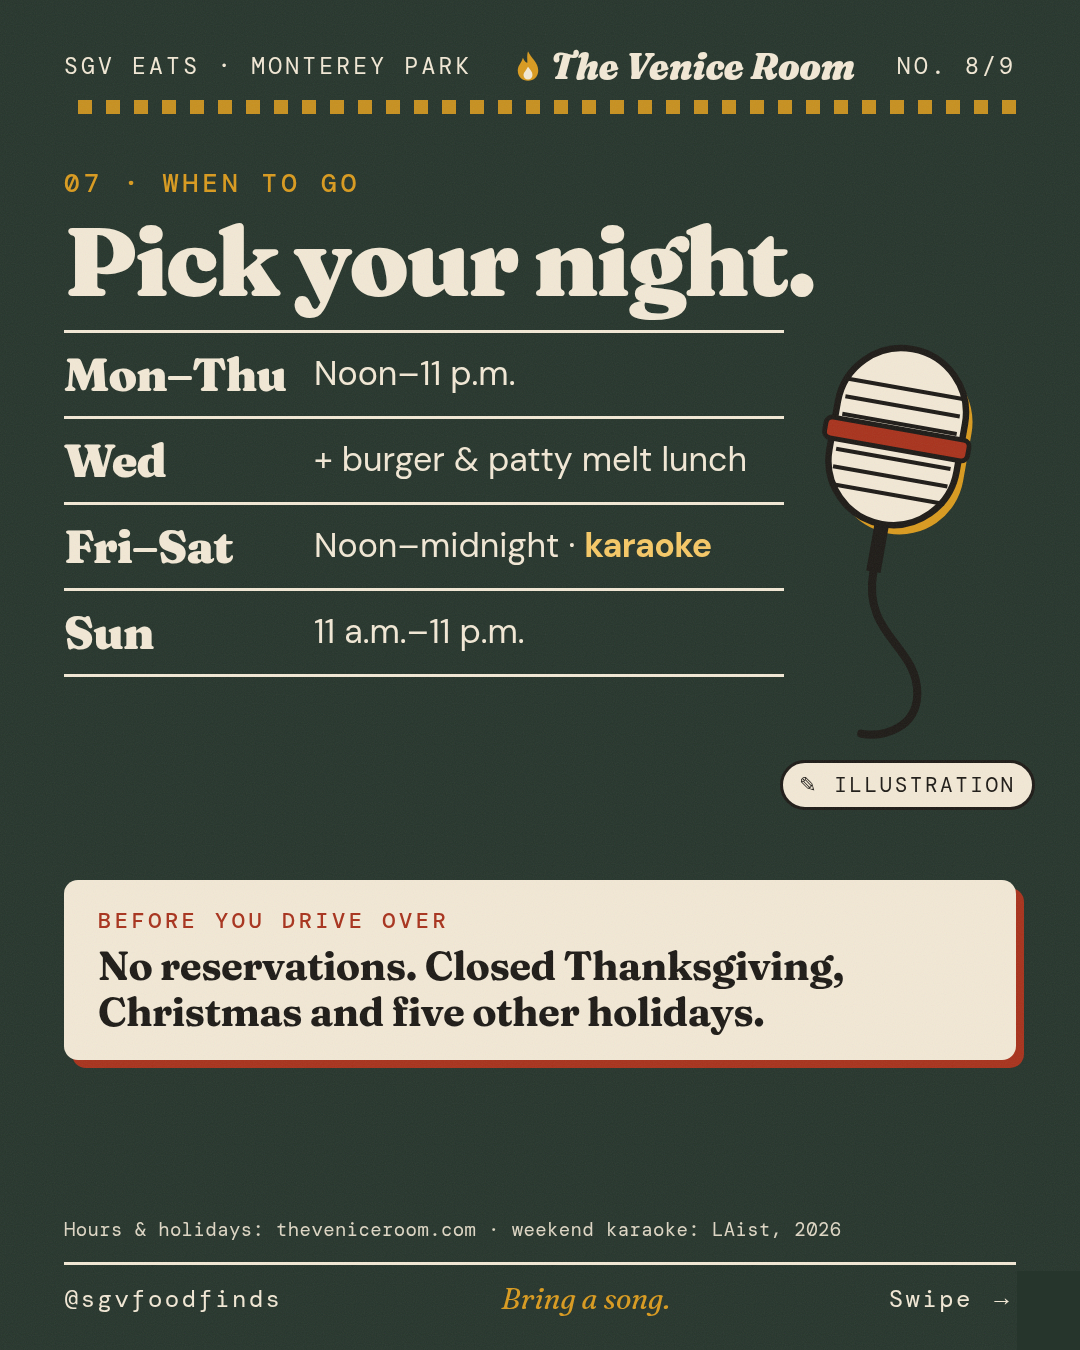 SGV EATS · MONTEREY PARK
The Venice Room
NO. 8/9
07 · WHEN TO GO
Pick your night.
Mon–Thu Noon–11 p.m.
Wed + burger & patty melt lunch
Fri–Sat Noon–midnight · karaoke
Sun 11 a.m.–11 p.m.
✎ ILLUSTRATION
BEFORE YOU DRIVE OVER
No reservations. Closed Thanksgiving,
Christmas and five other holidays.
Hours & holidays: theveniceroom.com · weekend karaoke: LAist, 2026
@sgvfoodfinds
Bring a song.
Swipe →